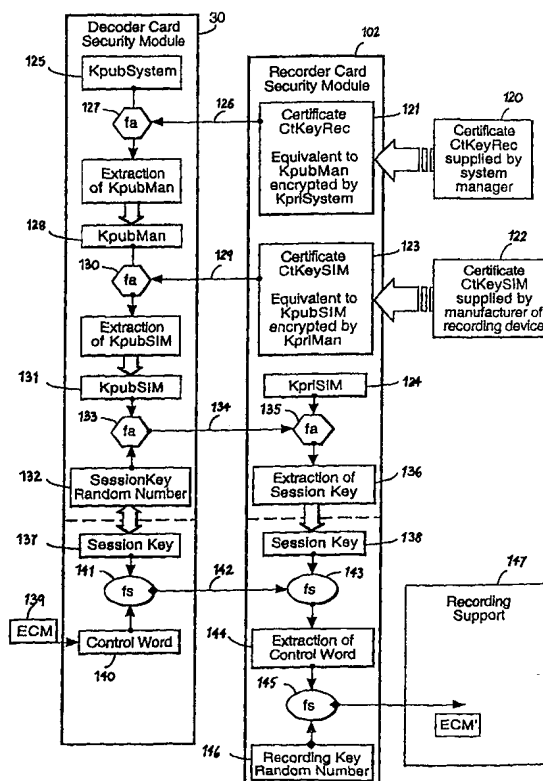 Decoder Card
Security Module
30
125
KpubSystem
127
fa
126
Extraction
of KpubMan
128
KpubMan
130
fa
129
Extraction
of KpubSIM
131
KpubSIM
133
fa
134
132
SessionKey
Random Number
137
Session Key
141
fs
142
139
ECM
Control Word
140
102
Recorder Card
Security Module
121
Certificate
CtKeyRec
Equivalent to
KpubMan
encrypted by
KpriSystem
123
Certificate
CtKeySIM
Equivalent to
KpubSIM
encrypted by
KpriMan
KpriSIM
124
135
fa
136
Extraction of
Session Key
Session Key
138
fs
143
144
Extraction of
Control Word
145
fs
146
Recording Key
Random Number
120
Certificate
CtKeyRec
supplied by
system
manager
122
Certificate
CtKeySIM
supplied by
manufacturer of
recording device
147
Recording
Support
ECM'